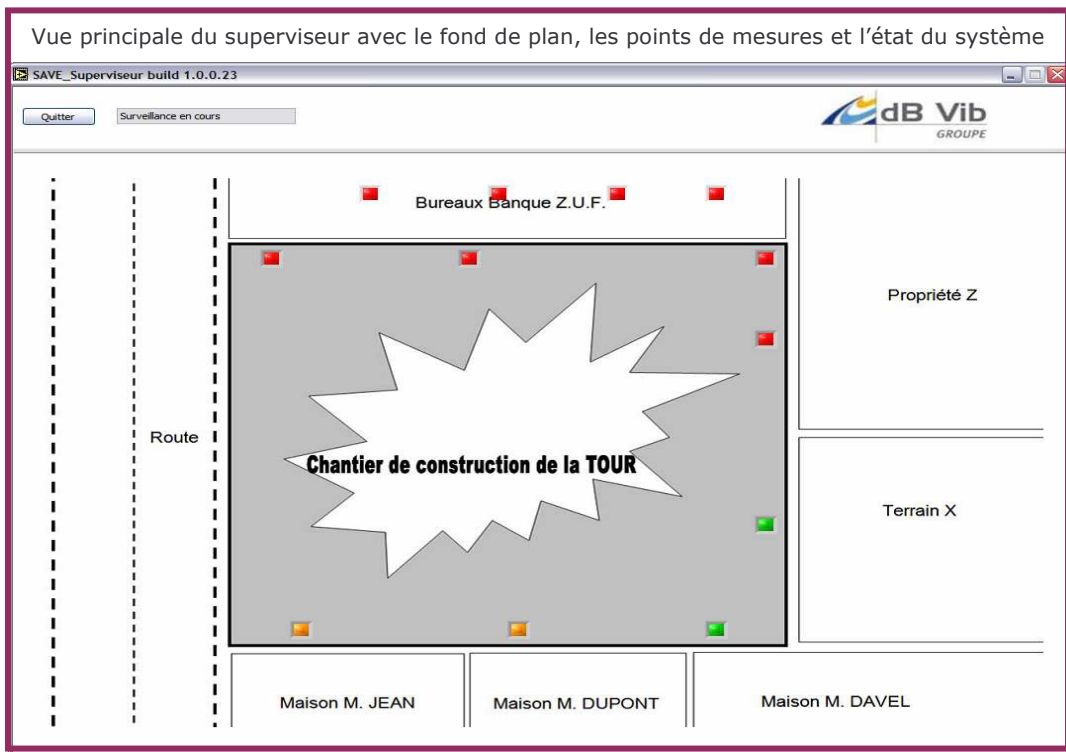 Vue principale du superviseur avec le fond de plan, les points de mesures et l’état du système
SAVE_Superviseur build 1.0.0.23
Quitter
Surveillance en cours
dB Vib
GROUPE
Bureaux Banque Z.U.F.
Propriété Z
Route
Chantier de construction de la TOUR
Terrain X
Maison M. JEAN
Maison M. DUPONT
Maison M. DAVEL